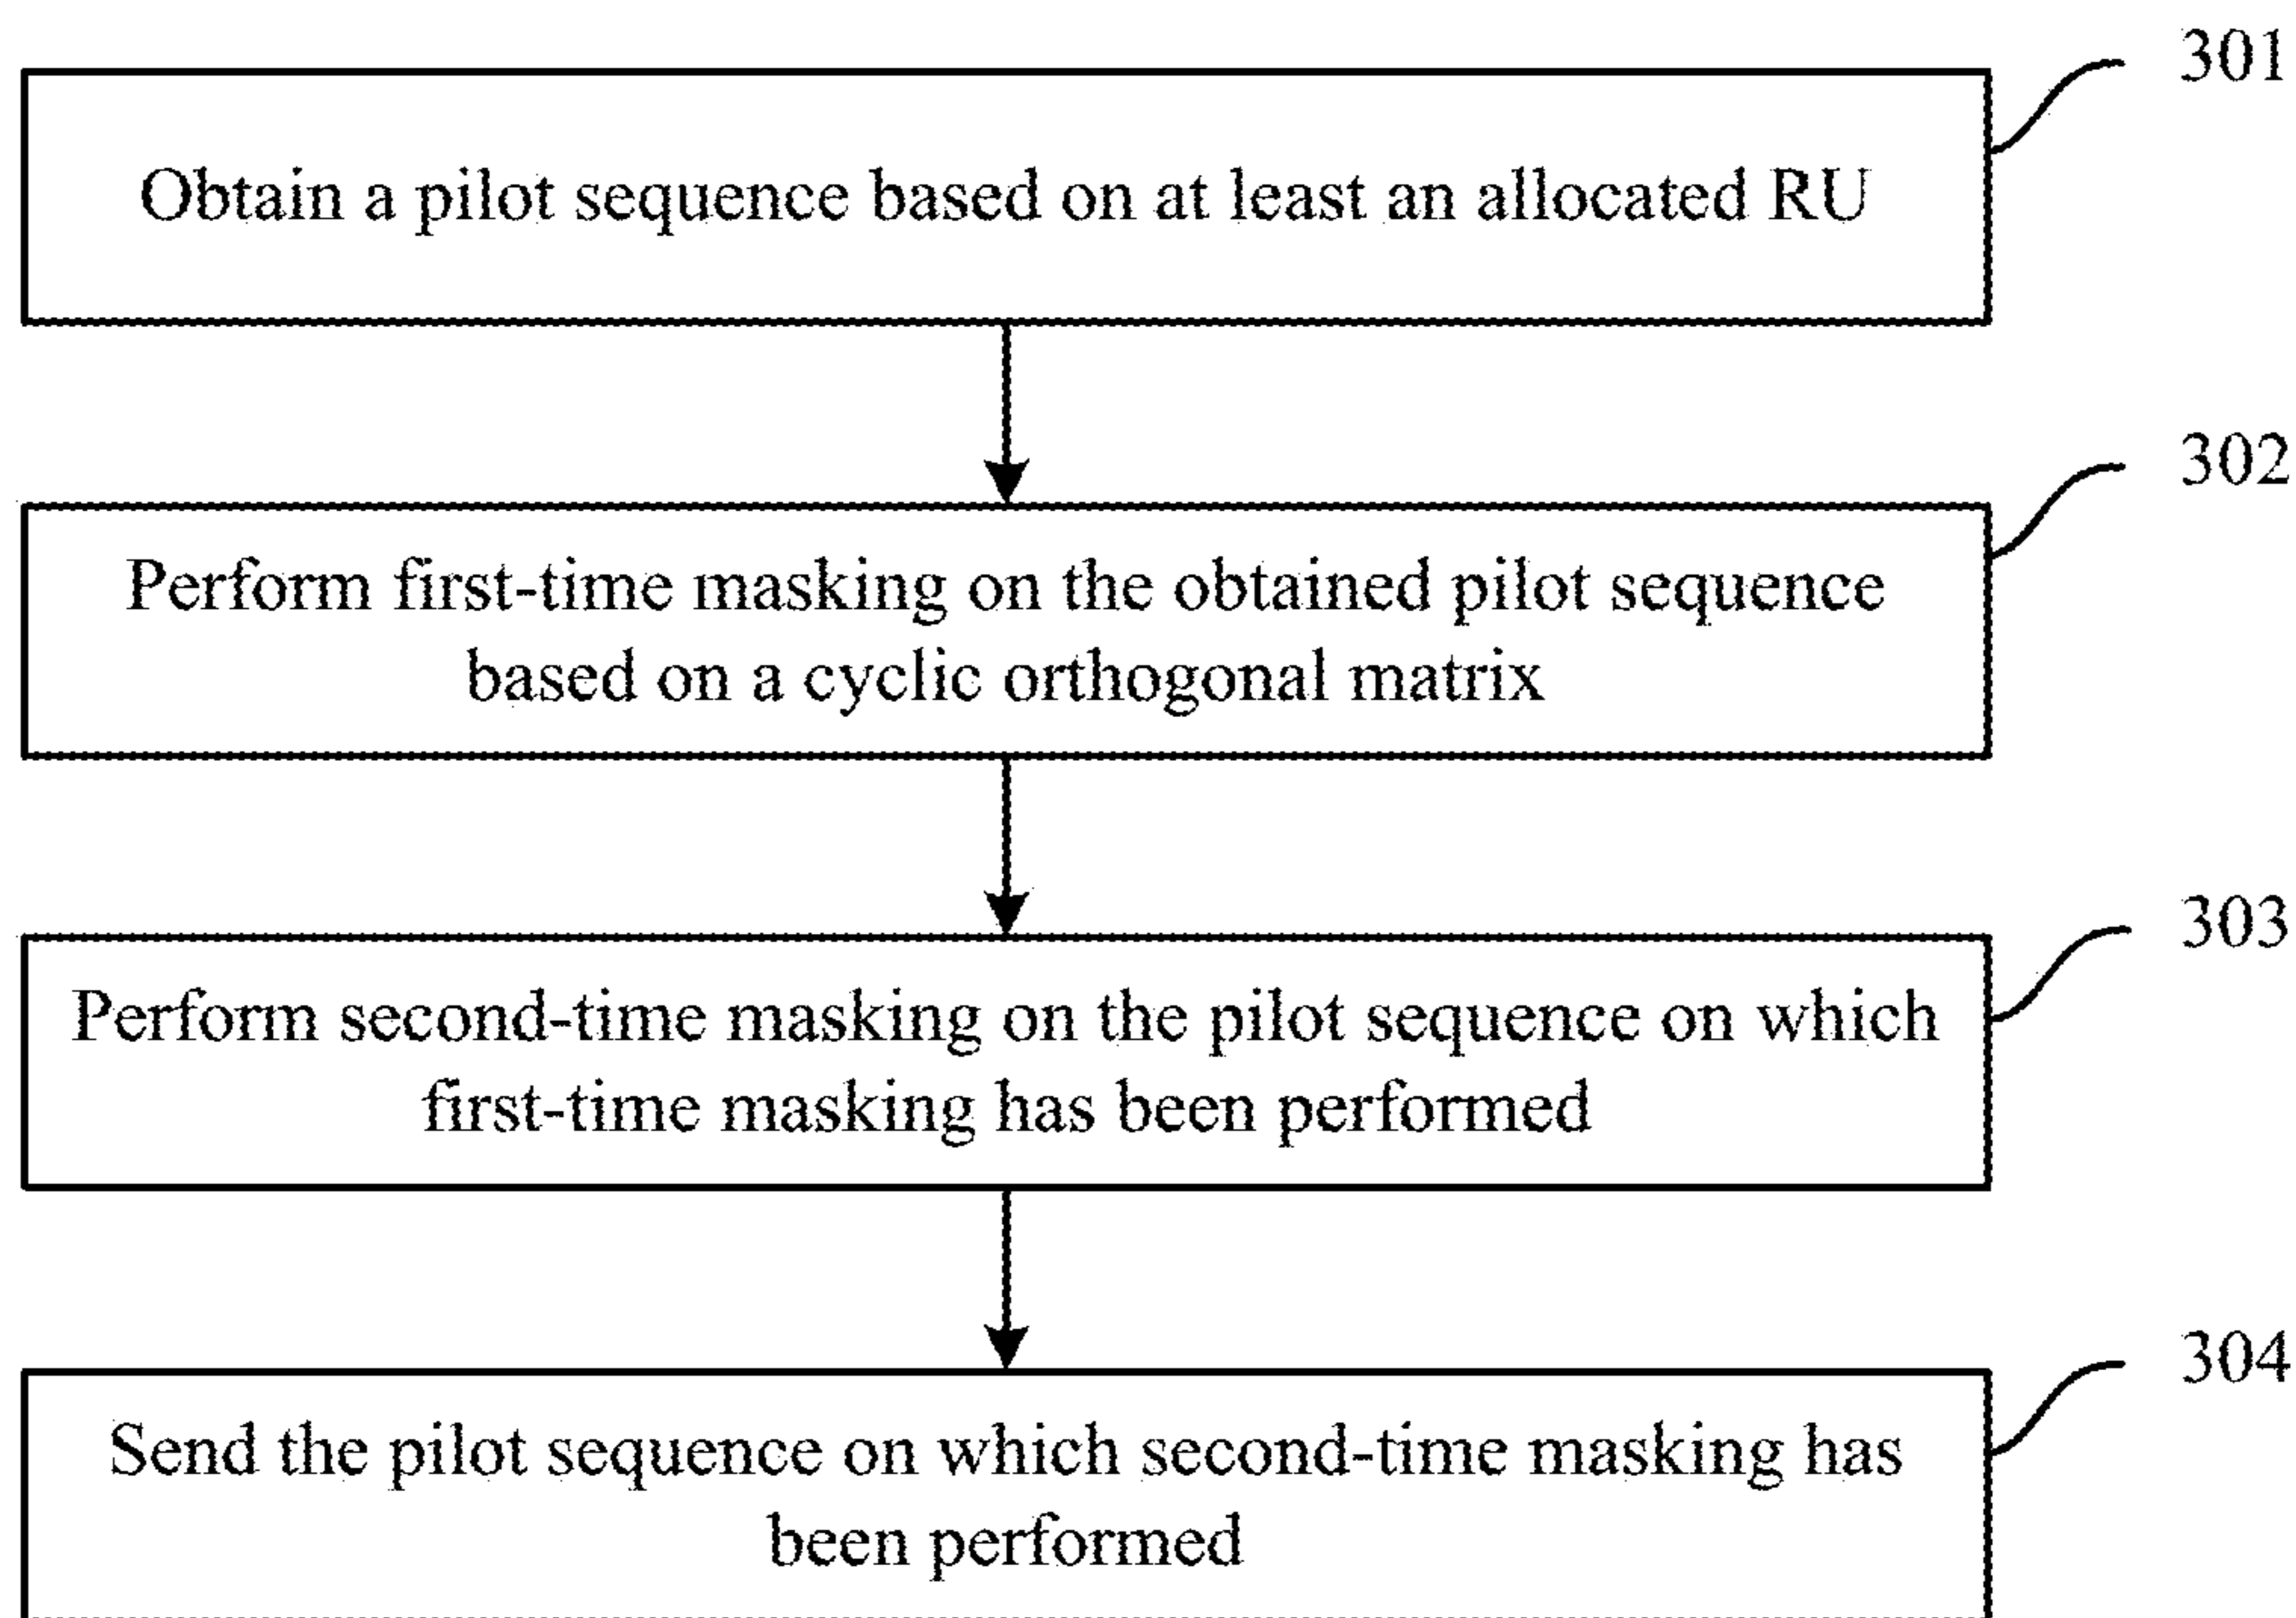 301
Obtain a pilot sequence based on at least an allocated RU
302
Perform first-time masking on the obtained pilot sequence
based on a cyclic orthogonal matrix
303
Perform second-time masking on the pilot sequence on which
first-time masking has been performed
304
Send the pilot sequence on which second-time masking has
been performed